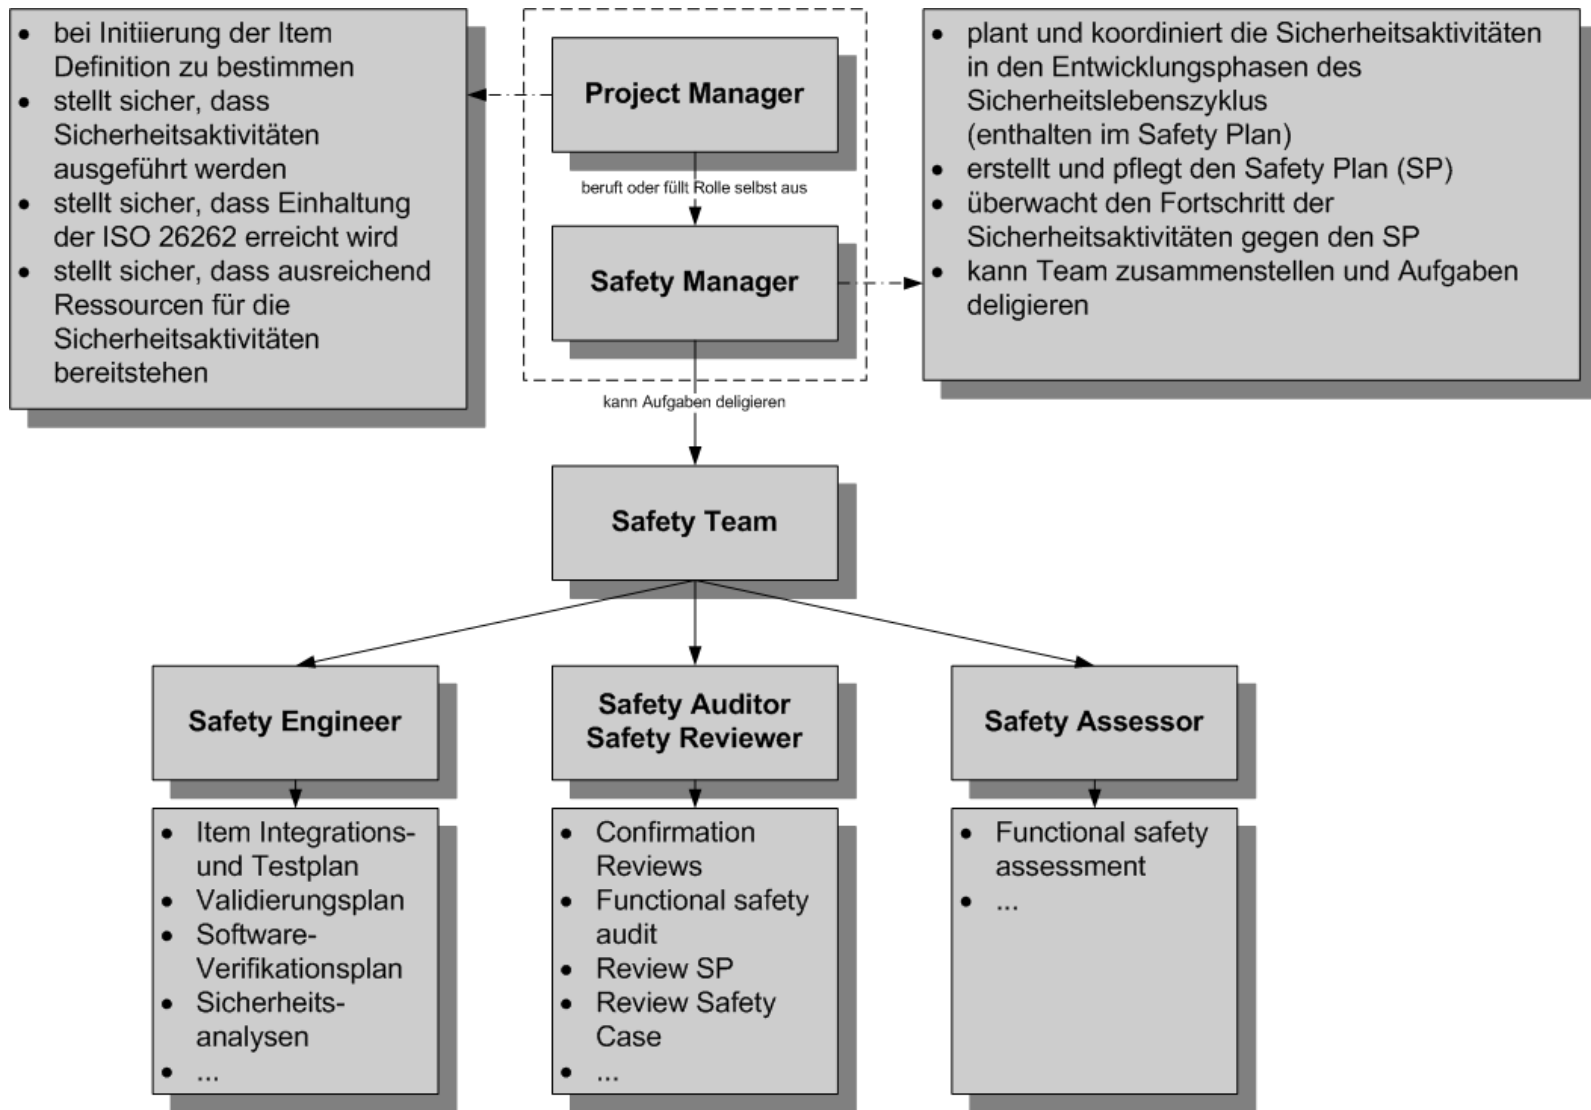 • bei Initiierung der Item
Definition zu bestimmen
• stellt sicher, dass
Sicherheitsaktivitäten
ausgeführt werden
• stellt sicher, dass Einhaltung
der ISO 26262 erreicht wird
• stellt sicher, dass ausreichend
Ressourcen für die
Sicherheitsaktivitäten
bereitstehen
Project Manager
beruft oder füllt Rolle selbst aus
Safety Manager
kann Aufgaben deligieren
• plant und koordiniert die Sicherheitsaktivitäten
in den Entwicklungsphasen des
Sicherheitslebenszyklus
(enthalten im Safety Plan)
• erstellt und pflegt den Safety Plan (SP)
• überwacht den Fortschritt der
Sicherheitsaktivitäten gegen den SP
• kann Team zusammenstellen und Aufgaben
deligieren
Safety Team
Safety Engineer
• Item Integrations-
und Testplan
• Validierungsplan
• Software-
Verifikationsplan
• Sicherheits-
analysen
• ...
Safety Auditor
Safety Reviewer
• Confirmation
Reviews
• Functional safety
audit
• Review SP
• Review Safety
Case
• ...
Safety Assessor
• Functional safety
assessment
• ...